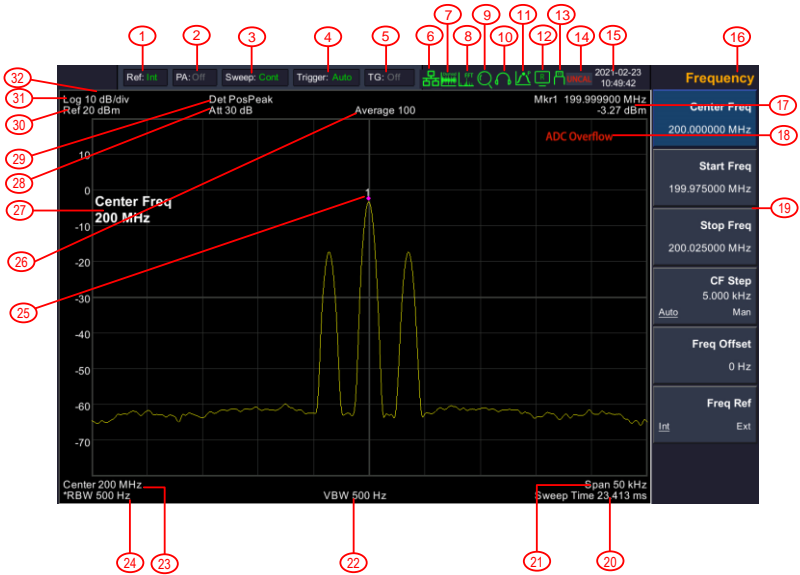 1 2 3 4 5 6 7 8 9 10 11 12 13 14 15 16
Ref: Int PA: Off Sweep: Cont Trigger: Auto TG: Off UNCAL 2021-02-23
10:49:42
Frequency
32
31
30
Log 10 dB/div Det PosPeak Mkr1 199.999900 MHz
Ref 20 dBm Att 30 dB Average 100 -3.27 dBm
ADC Overflow
17
18
19
Center Freq
200.000000 MHz
Start Freq
199.975000 MHz
Stop Freq
200.025000 MHz
CF Step
5.000 kHz
Auto Man
Freq Offset
0 Hz
Freq Ref
Int Ext
29
28
27
26
25
10
0
-10
-20
-30
-40
-50
-60
-70
1
Center Freq
200 MHz
Center 200 MHz Span 50 kHz
*RBW 500 Hz VBW 500 Hz Sweep Time 23.413 ms
24 23 22 21 20